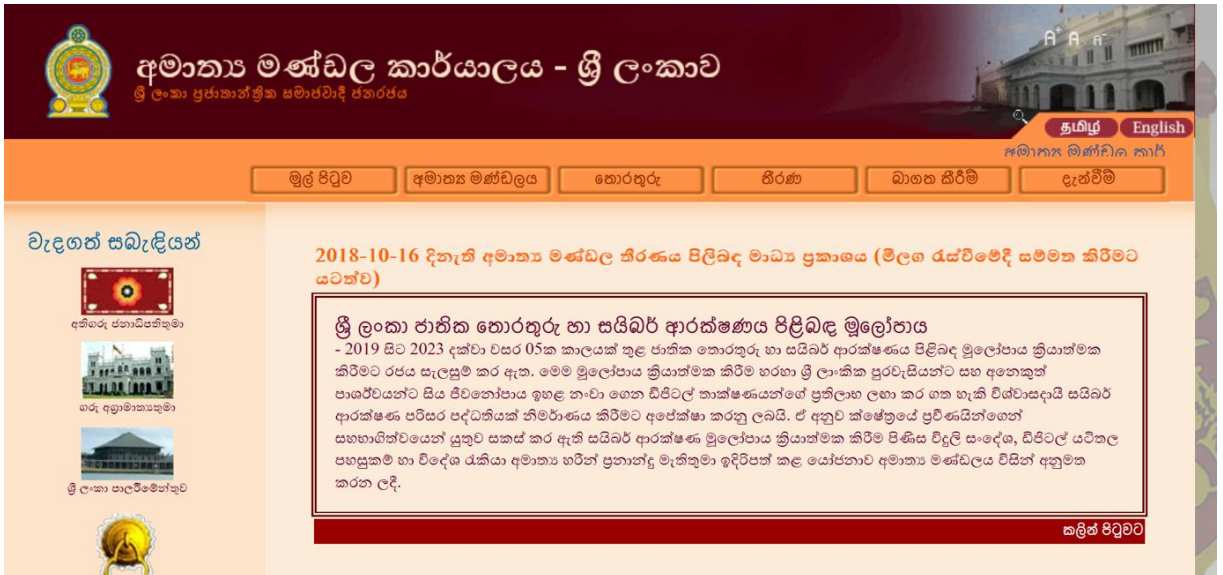 අමාත්‍ය මණ්ඩල කාර්යාලය - ශ්‍රී ලංකාව
ශ්‍රී ලංකා ප්‍රජාතාන්ත්‍රික සමාජවාදී ජනරජය
A+ A A-
தமிழ் English
අමාත්‍ය මණ්ඩල කාර්
මුල් පිටුව අමාත්‍ය මණ්ඩලය තොරතුරු තීරණ බාගත කිරීම් දැන්වීම්
වැදගත් සබැඳියන්
අතිගරු ජනාධිපතිතුමා
ගරු අග්‍රාමාත්‍යතුමා
ශ්‍රී ලංකා පාර්ලිමේන්තුව
2018-10-16 දිනැති අමාත්‍ය මණ්ඩල තීරණය පිලිබඳ මාධ්‍ය ප්‍රකාශය (මීලග රැස්වීමේදී සම්මත කිරීමට
යටත්ව)
ශ්‍රී ලංකා ජාතික තොරතුරු හා සයිබර් ආරක්ෂණය පිළිබඳ මූලෝපාය
- 2019 සිට 2023 දක්වා වසර 05ක කාලයක් තුළ ජාතික තොරතුරු හා සයිබර් ආරක්ෂණය පිළිබඳ මූලෝපාය ක්‍රියාත්මක
කිරීමට රජය සැලසුම් කර ඇත. මෙම මූලෝපාය ක්‍රියාත්මක කිරීම හරහා ශ්‍රී ලාංකික පුරවැසියන්ට සහ අනෙකුත්
පාර්ශ්වයන්ට සිය ජීවනෝපාය ඉහළ නංවා ගෙන ඩිජිටල් තාක්ෂණයන්ගේ ප්‍රතිලාභ ලඟා කර ගත හැකි විශ්වාසදායී සයිබර්
ආරක්ෂණ පරිසර පද්ධතියක් නිර්මාණය කිරීමට අපේක්ෂා කරනු ලබයි. ඒ අනුව ක්ෂේත්‍රයේ ප්‍රවීණයින්ගෙන්
සහභාගිත්වයෙන් යුතුව සකස් කර ඇති සයිබර් ආරක්ෂණ මූලෝපාය ක්‍රියාත්මක කිරීම පිණිස විදුලි සංදේශ, ඩිජිටල් යටිතල
පහසුකම් හා විදේශ රැකියා අමාත්‍ය හරීන් ප්‍රනාන්දු මැතිතුමා ඉදිරිපත් කළ යෝජනාව අමාත්‍ය මණ්ඩලය විසින් අනුමත
කරන ලදී.
කලින් පිටුවට